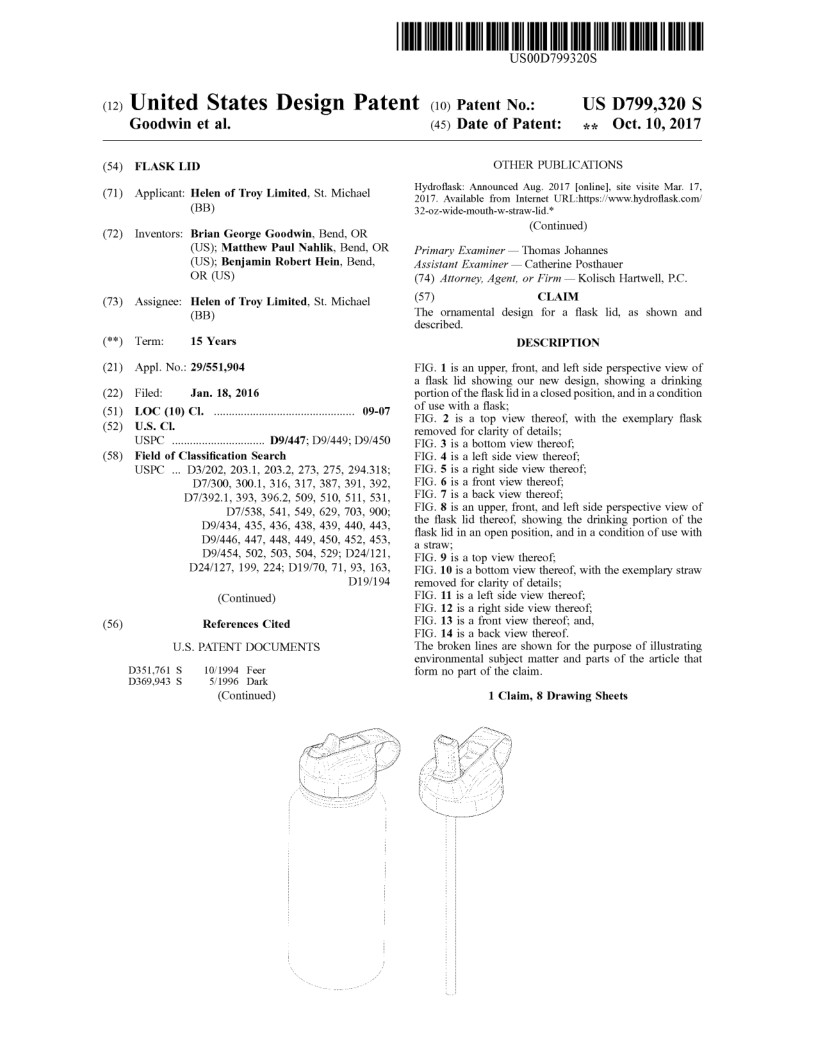 US00D799320S
(12) United States Design Patent (10) Patent No.: US D799,320 S
Goodwin et al. (45) Date of Patent: ** Oct. 10, 2017
(54) FLASK LID
(71) Applicant: Helen of Troy Limited, St. Michael
(BB)
(72) Inventors: Brian George Goodwin, Bend, OR
(US); Matthew Paul Nahlik, Bend, OR
(US); Benjamin Robert Hein, Bend,
OR (US)
(73) Assignee: Helen of Troy Limited, St. Michael
(BB)
(**) Term: 15 Years
(21) Appl. No.: 29/551,904
(22) Filed: Jan. 18, 2016
(51) LOC (10) Cl. ................................................ 09-07
(52) U.S. Cl.
USPC ............................... D9/447; D9/449; D9/450
(58) Field of Classification Search
USPC ... D3/202, 203.1, 203.2, 273, 275, 294.318;
D7/300, 300.1, 316, 317, 387, 391, 392,
D7/392.1, 393, 396.2, 509, 510, 511, 531,
D7/538, 541, 549, 629, 703, 900;
D9/434, 435, 436, 438, 439, 440, 443,
D9/446, 447, 448, 449, 450, 452, 453,
D9/454, 502, 503, 504, 529; D24/121,
D24/127, 199, 224; D19/70, 71, 93, 163,
D19/194
(Continued)
(56) References Cited
U.S. PATENT DOCUMENTS
D351,761 S 10/1994 Feer
D369,943 S 5/1996 Dark
(Continued)
OTHER PUBLICATIONS
Hydroflask: Announced Aug. 2017 [online], site visite Mar. 17,
2017. Available from Internet URL:https://www.hydroflask.com/
32-oz-wide-mouth-w-straw-lid.*
(Continued)
Primary Examiner — Thomas Johannes
Assistant Examiner — Catherine Posthauer
(74) Attorney, Agent, or Firm — Kolisch Hartwell, P.C.
(57) CLAIM
The ornamental design for a flask lid, as shown and
described.
DESCRIPTION
FIG. 1 is an upper, front, and left side perspective view of
a flask lid showing our new design, showing a drinking
portion of the flask lid in a closed position, and in a condition
of use with a flask;
FIG. 2 is a top view thereof, with the exemplary flask
removed for clarity of details;
FIG. 3 is a bottom view thereof;
FIG. 4 is a left side view thereof;
FIG. 5 is a right side view thereof;
FIG. 6 is a front view thereof;
FIG. 7 is a back view thereof;
FIG. 8 is an upper, front, and left side perspective view of
the flask lid thereof, showing the drinking portion of the
flask lid in an open position, and in a condition of use with
a straw;
FIG. 9 is a top view thereof;
FIG. 10 is a bottom view thereof, with the exemplary straw
removed for clarity of details;
FIG. 11 is a left side view thereof;
FIG. 12 is a right side view thereof;
FIG. 13 is a front view thereof; and,
FIG. 14 is a back view thereof.
The broken lines are shown for the purpose of illustrating
environmental subject matter and parts of the article that
form no part of the claim.
1 Claim, 8 Drawing Sheets